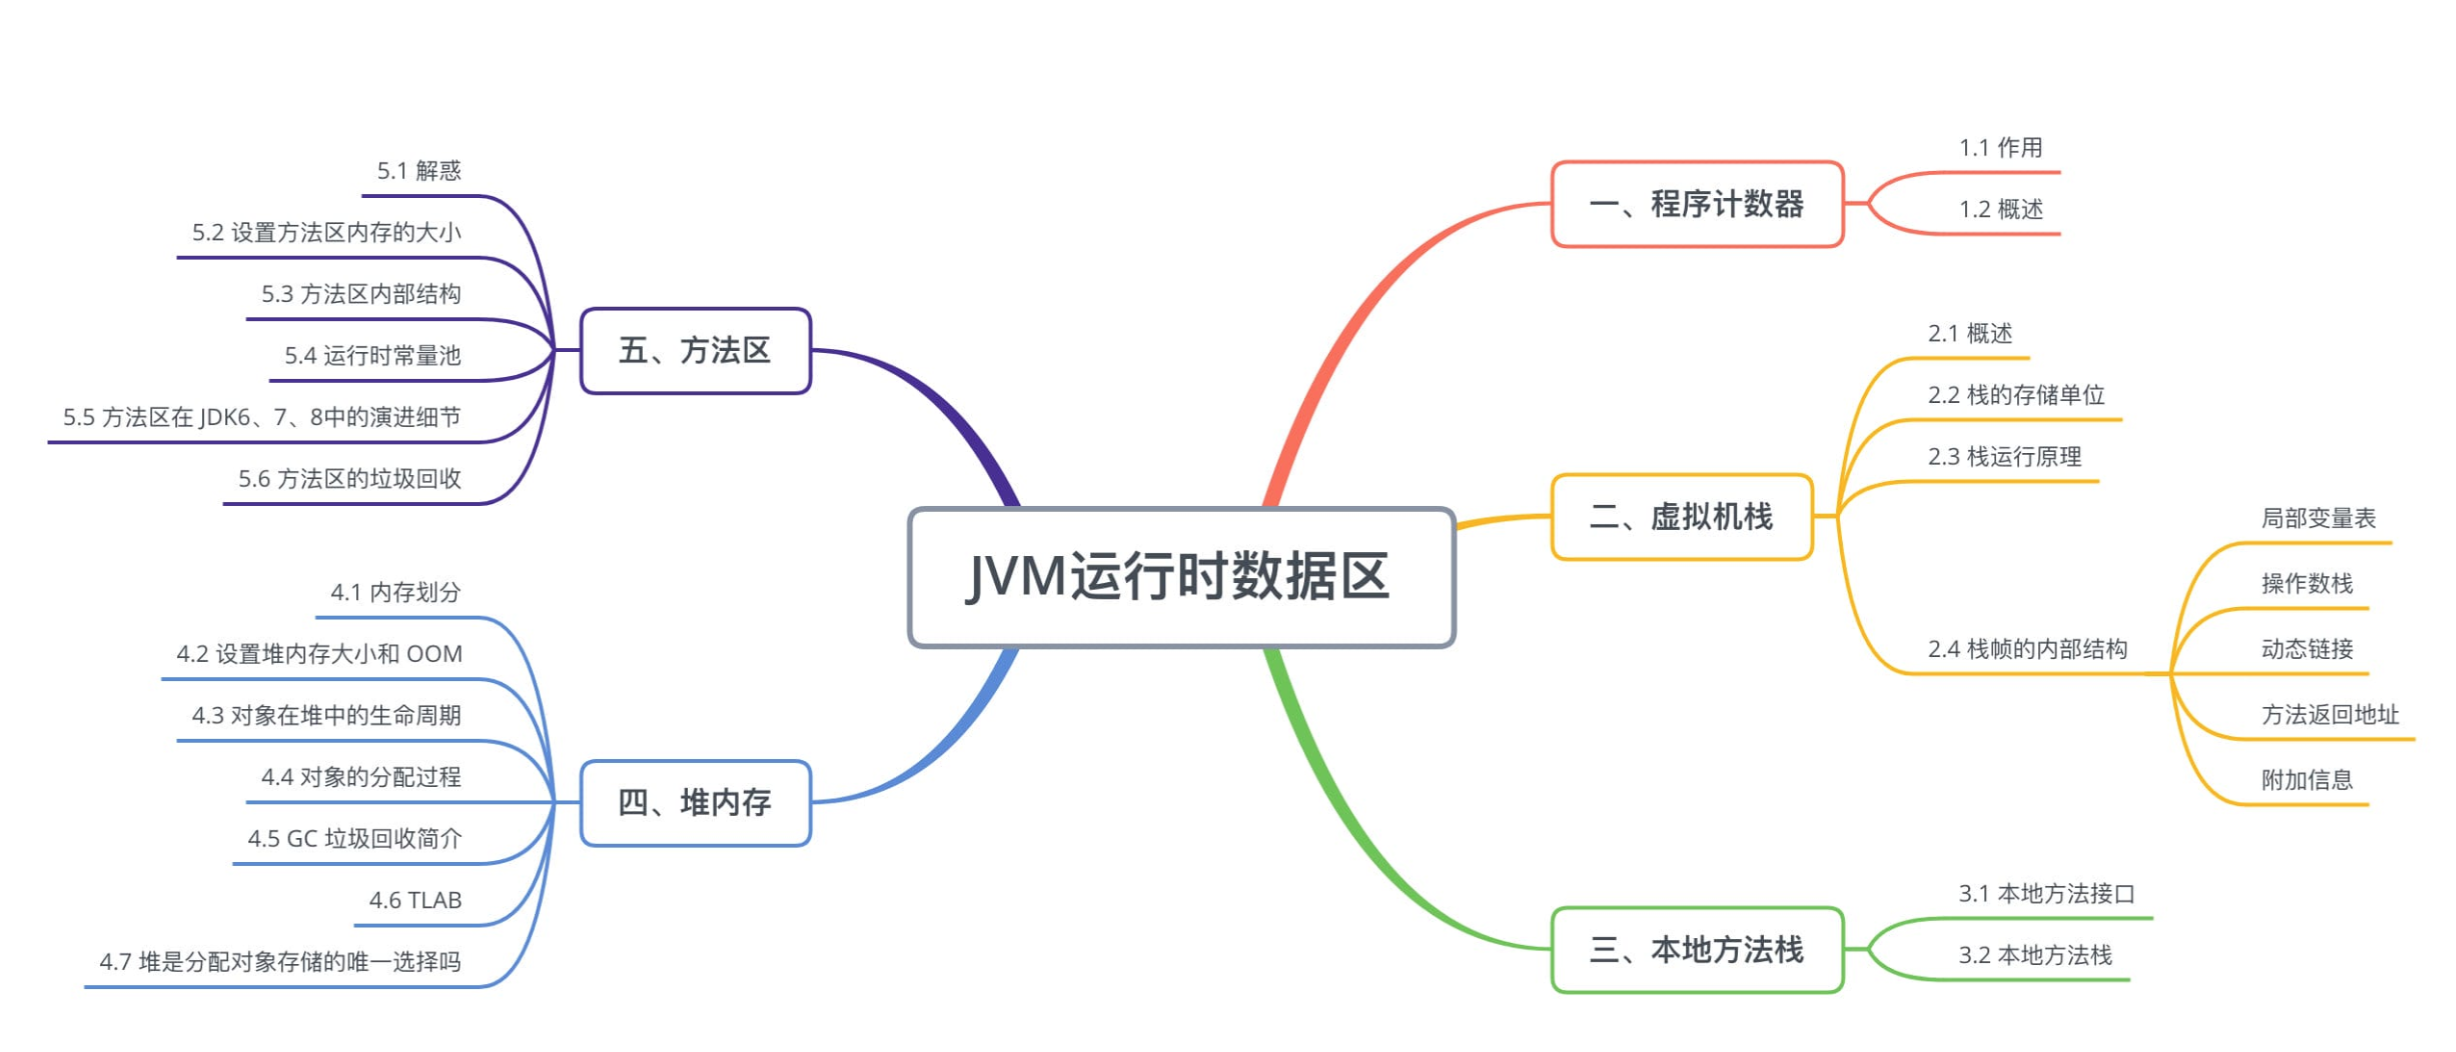 JVM运行时数据区
一、程序计数器
1.1 作用
1.2 概述
二、虚拟机栈
2.1 概述
2.2 栈的存储单位
2.3 栈运行原理
2.4 栈帧的内部结构
局部变量表
操作数栈
动态链接
方法返回地址
附加信息
三、本地方法栈
3.1 本地方法接口
3.2 本地方法栈
四、堆内存
4.1 内存划分
4.2 设置堆内存大小和 OOM
4.3 对象在堆中的生命周期
4.4 对象的分配过程
4.5 GC 垃圾回收简介
4.6 TLAB
4.7 堆是分配对象存储的唯一选择吗
五、方法区
5.1 解惑
5.2 设置方法区内存的大小
5.3 方法区内部结构
5.4 运行时常量池
5.5 方法区在 JDK6、7、8中的演进细节
5.6 方法区的垃圾回收